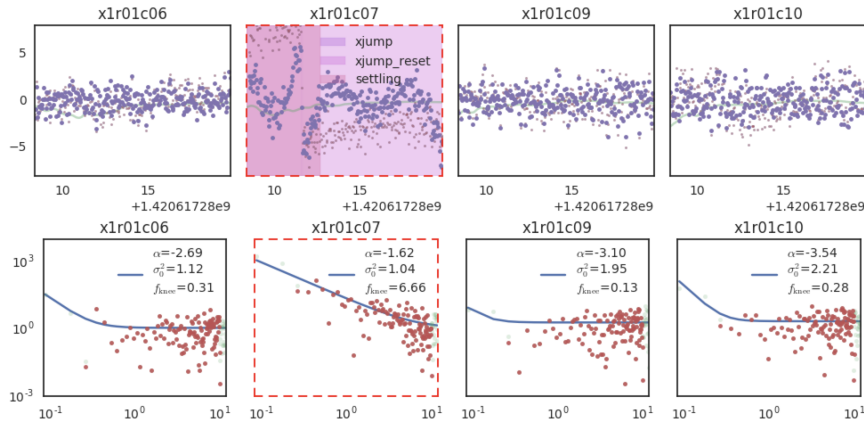 x1r01c06 x1r01c07 x1r01c09 x1r01c10
xjump
xjump_reset
settling
5
0
−5
10 15 10 15 10 15 10 15
+1.42061728e9 +1.42061728e9 +1.42061728e9 +1.42061728e9
x1r01c06 x1r01c07 x1r01c09 x1r01c10
α=-2.69 α=-1.62 α=-3.10 α=-3.54
σ₀²=1.12 σ₀²=1.04 σ₀²=1.95 σ₀²=2.21
f_knee=0.31 f_knee=6.66 f_knee=0.13 f_knee=0.28
10³
10⁰
10⁻³
10⁻¹ 10⁰ 10¹ 10⁻¹ 10⁰ 10¹ 10⁻¹ 10⁰ 10¹ 10⁻¹ 10⁰ 10¹